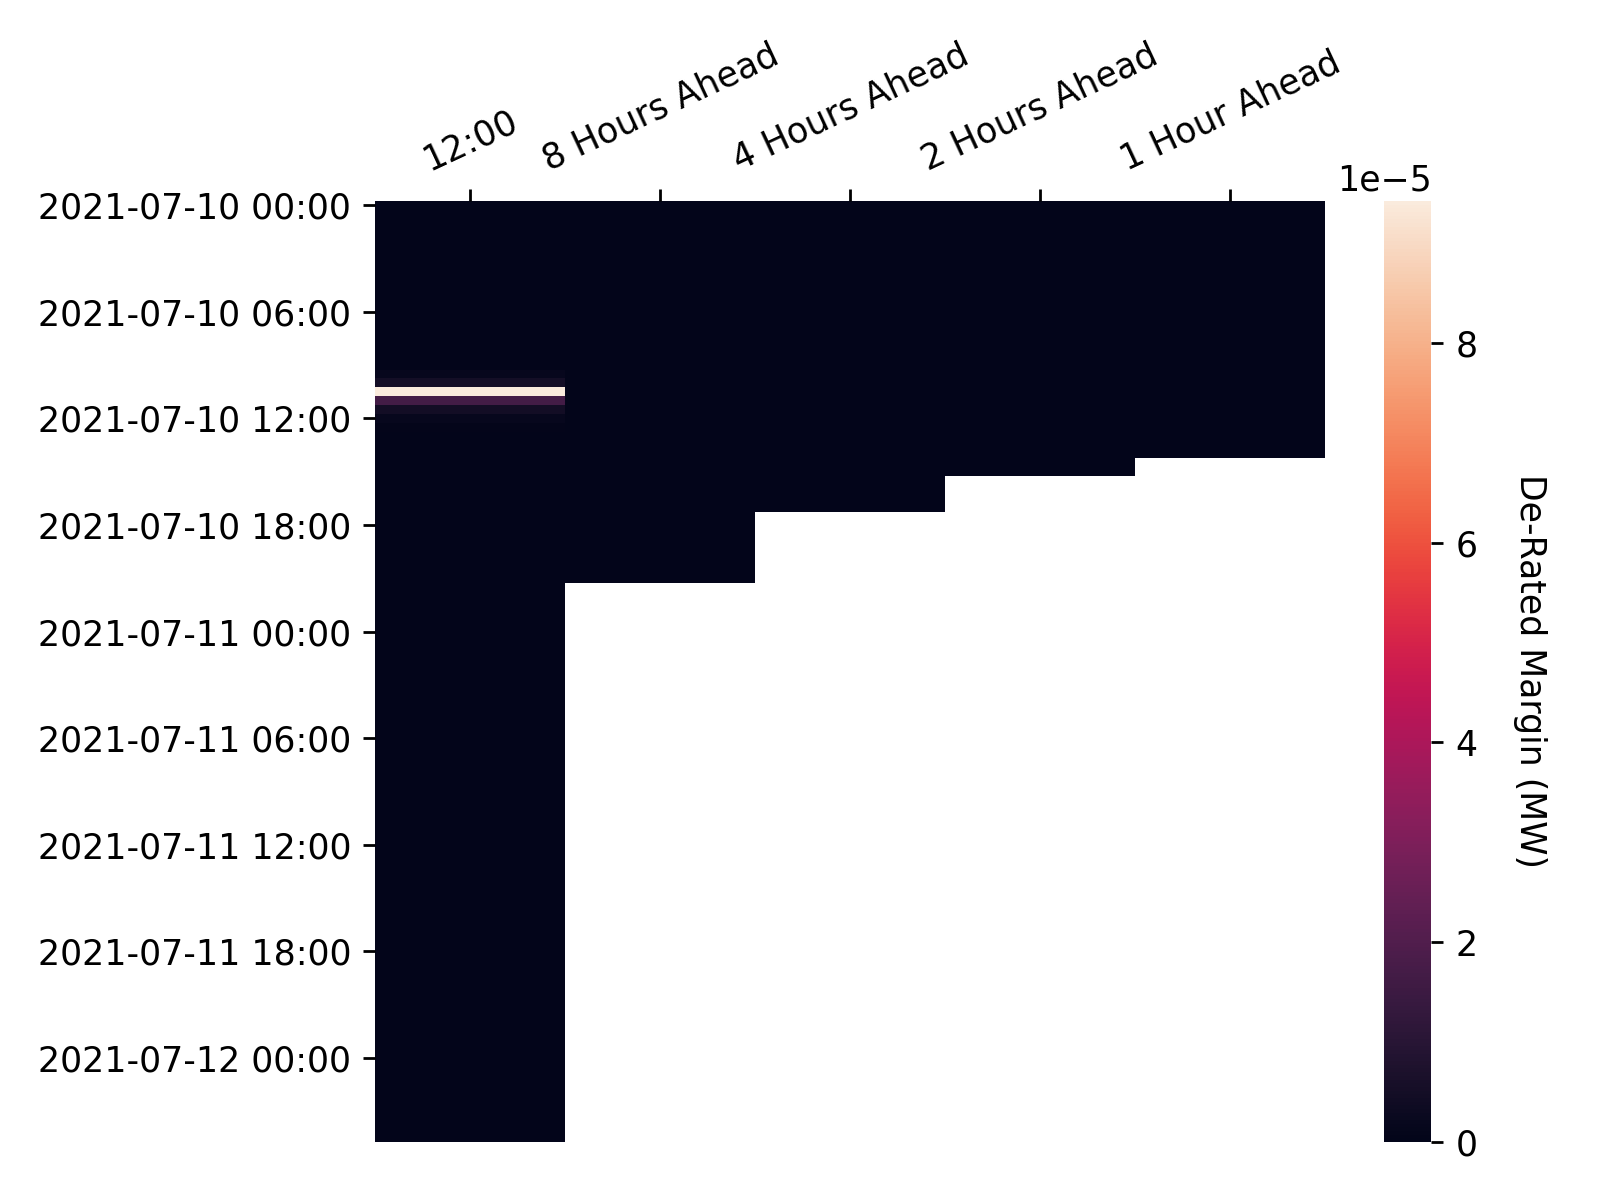 12:00
8 Hours Ahead
4 Hours Ahead
2 Hours Ahead
1 Hour Ahead
1e−5
2021-07-10 00:00
2021-07-10 06:00
2021-07-10 12:00
2021-07-10 18:00
2021-07-11 00:00
2021-07-11 06:00
2021-07-11 12:00
2021-07-11 18:00
2021-07-12 00:00
8
6
4
2
0
De-Rated Margin (MW)